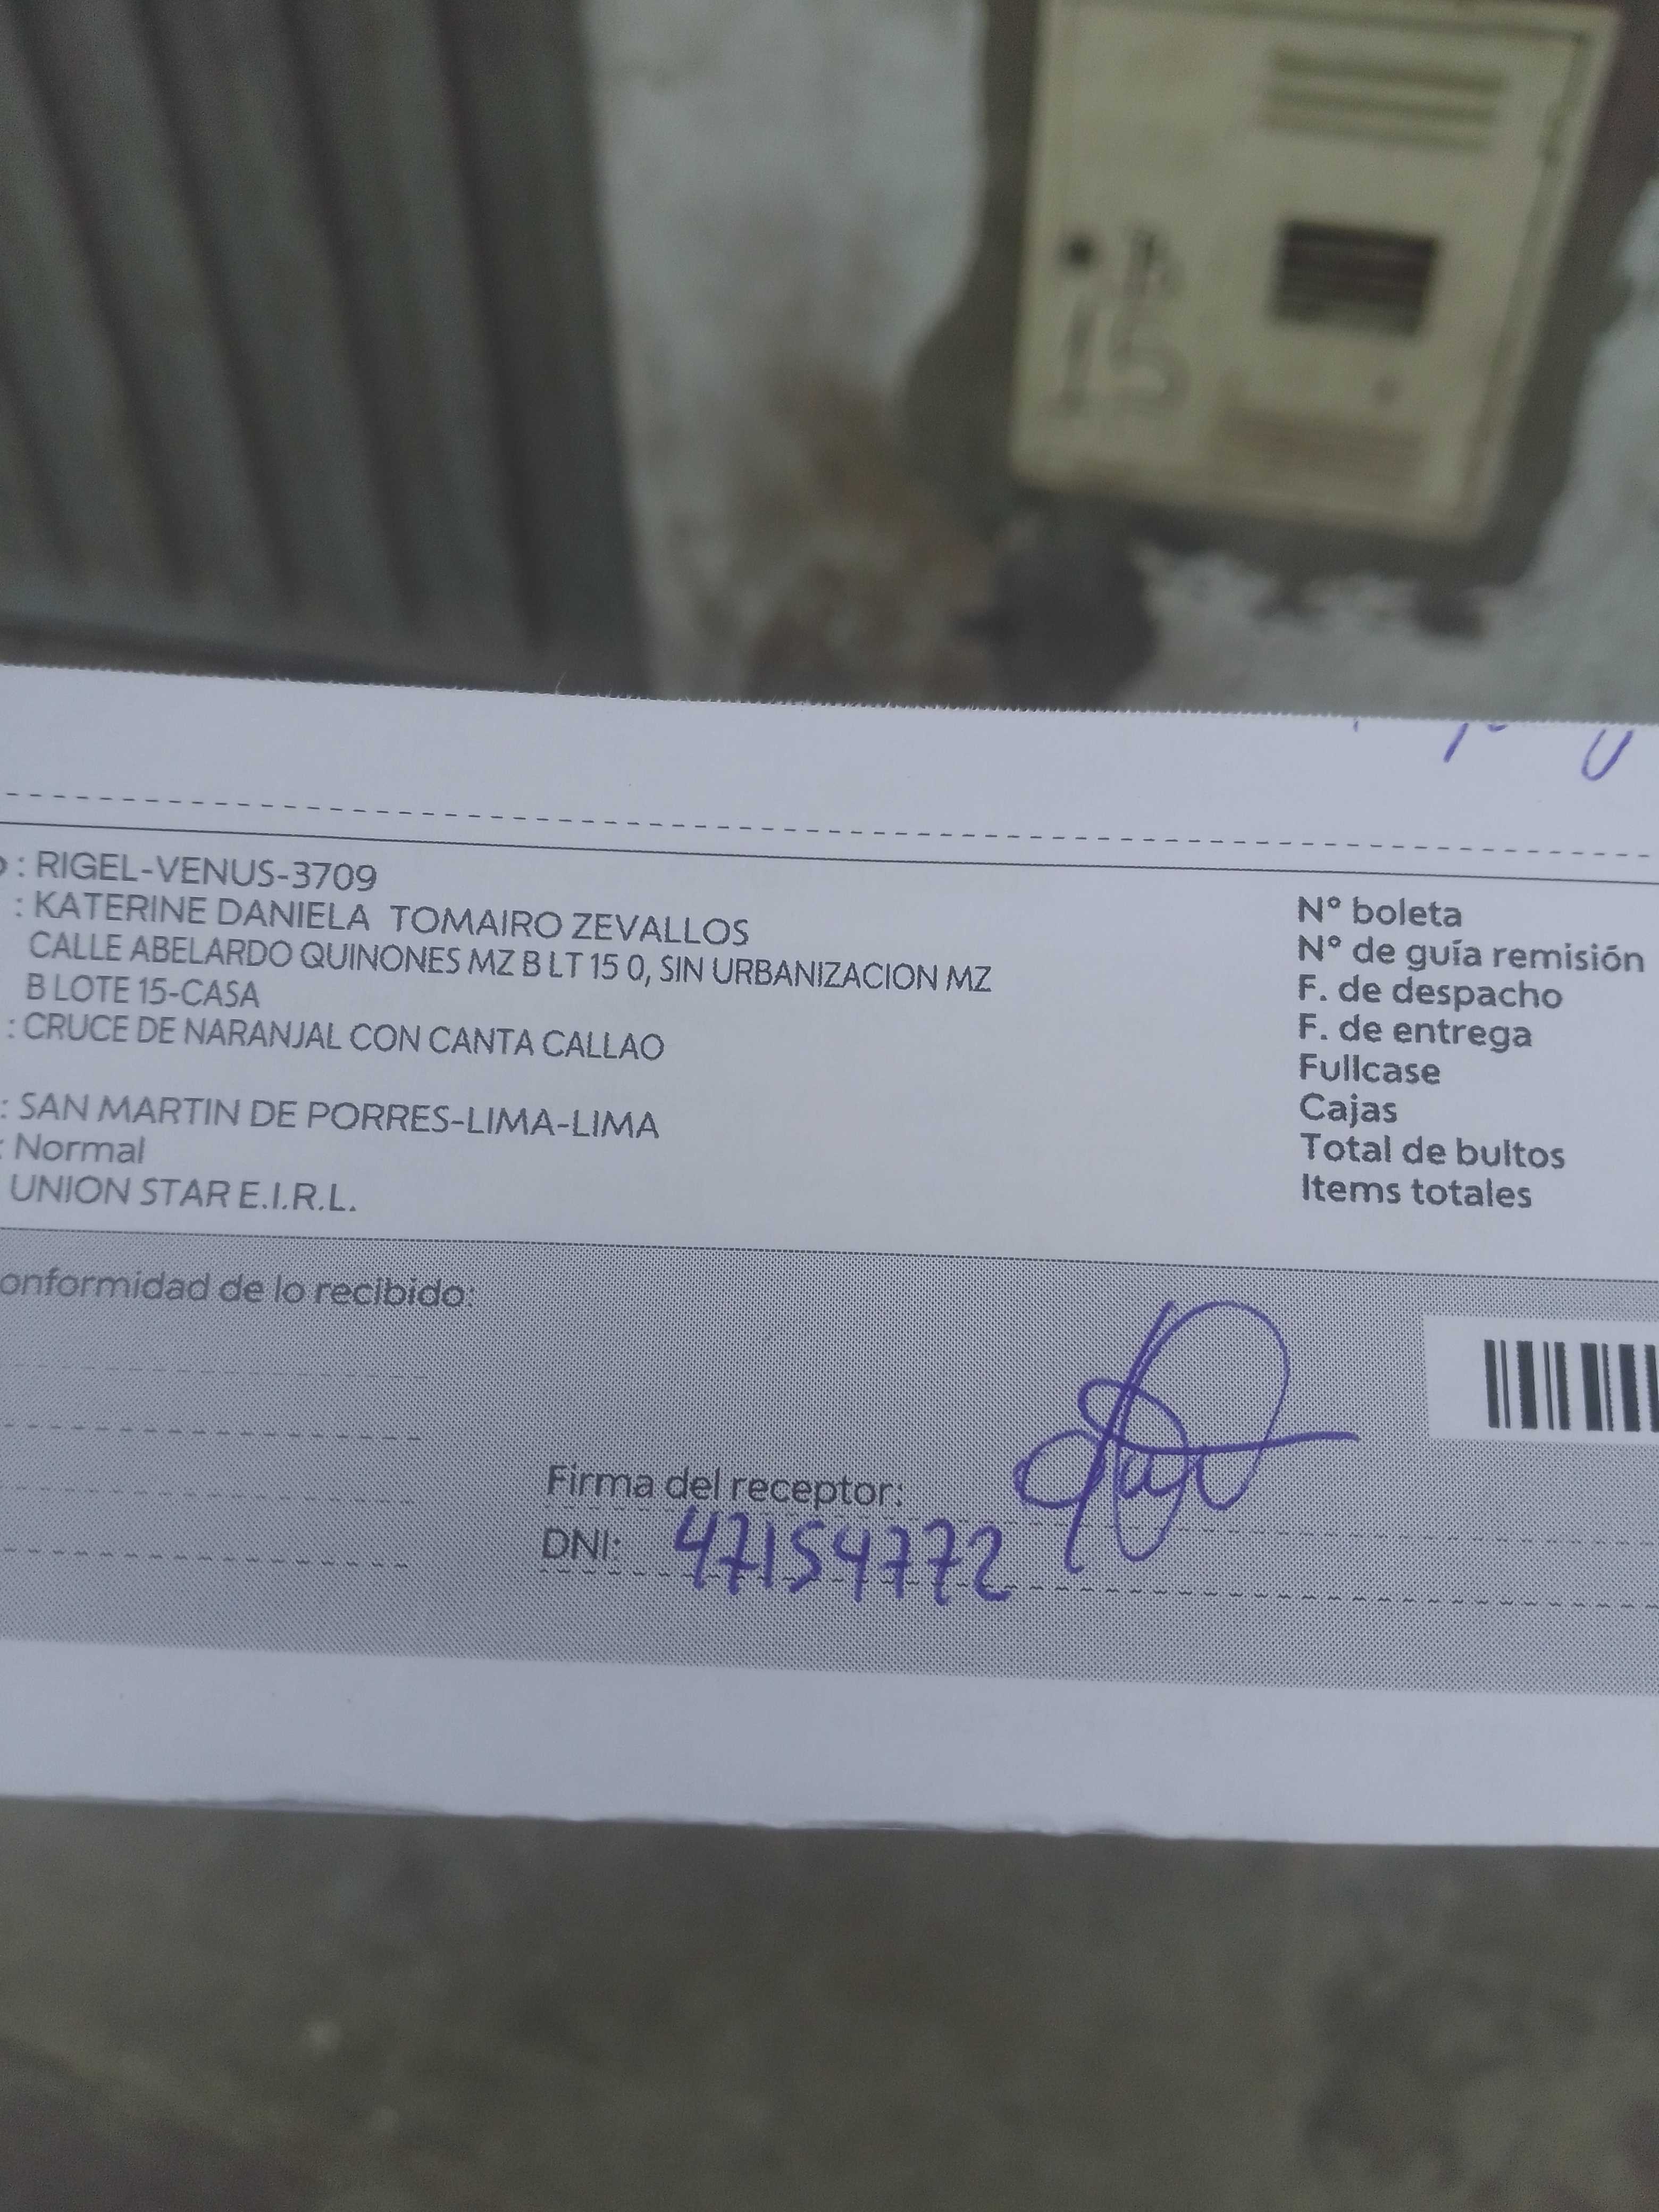 B
15
: RIGEL-VENUS-3709
: KATERINE DANIELA TOMAIRO ZEVALLOS
CALLE ABELARDO QUINONES MZ B LT 15 0, SIN URBANIZACION MZ
B LOTE 15-CASA
: CRUCE DE NARANJAL CON CANTA CALLAO
: SAN MARTIN DE PORRES-LIMA-LIMA
: Normal
UNION STAR E.I.R.L.
N° boleta
N° de guía remisión
F. de despacho
F. de entrega
Fullcase
Cajas
Total de bultos
Items totales
onformidad de lo recibido:
Firma del receptor:
DNI: 47154772